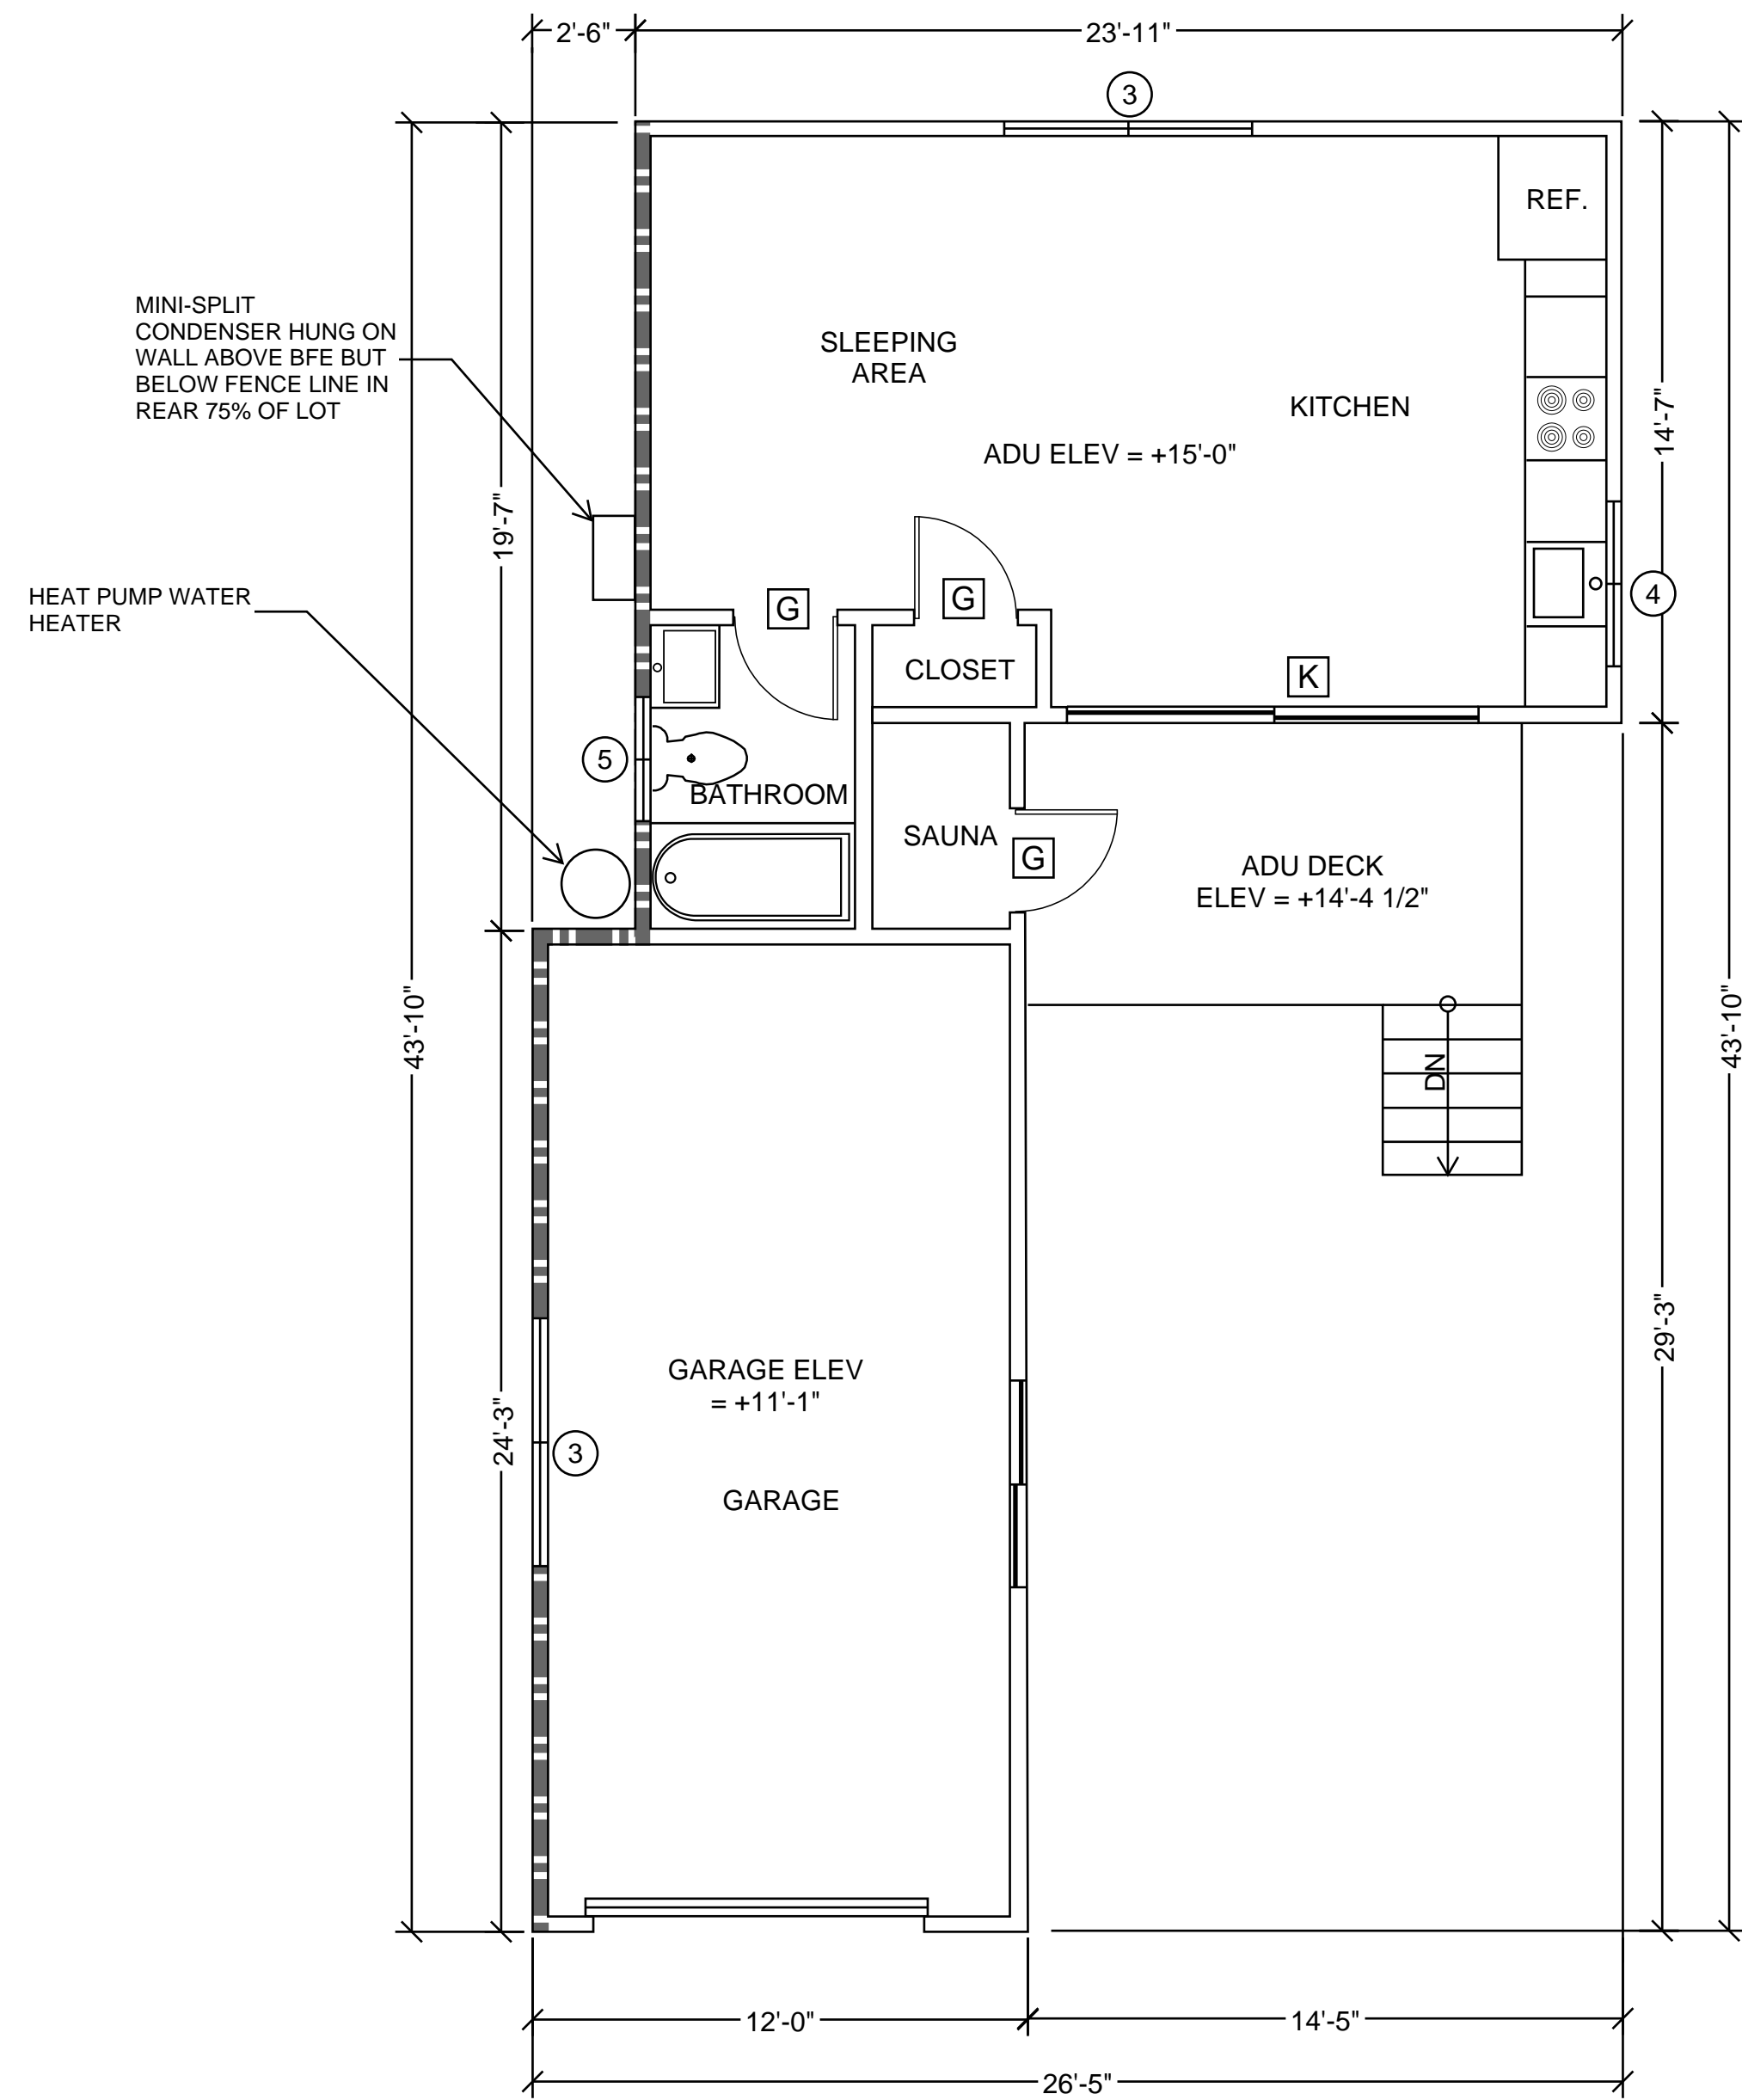 2'-6"
23'-11"
3
REF.
MINI-SPLIT
CONDENSER HUNG ON
WALL ABOVE BFE BUT
BELOW FENCE LINE IN
REAR 75% OF LOT
SLEEPING
AREA
KITCHEN
14'-7"
ADU ELEV = +15'-0"
19'-7"
HEAT PUMP WATER
HEATER
G
G
4
CLOSET
K
5
BATHROOM
SAUNA
G
ADU DECK
ELEV = +14'-4 1/2"
43'-10"
43'-10"
DN
29'-3"
GARAGE ELEV
= +11'-1"
24'-3"
3
GARAGE
12'-0"
14'-5"
26'-5"